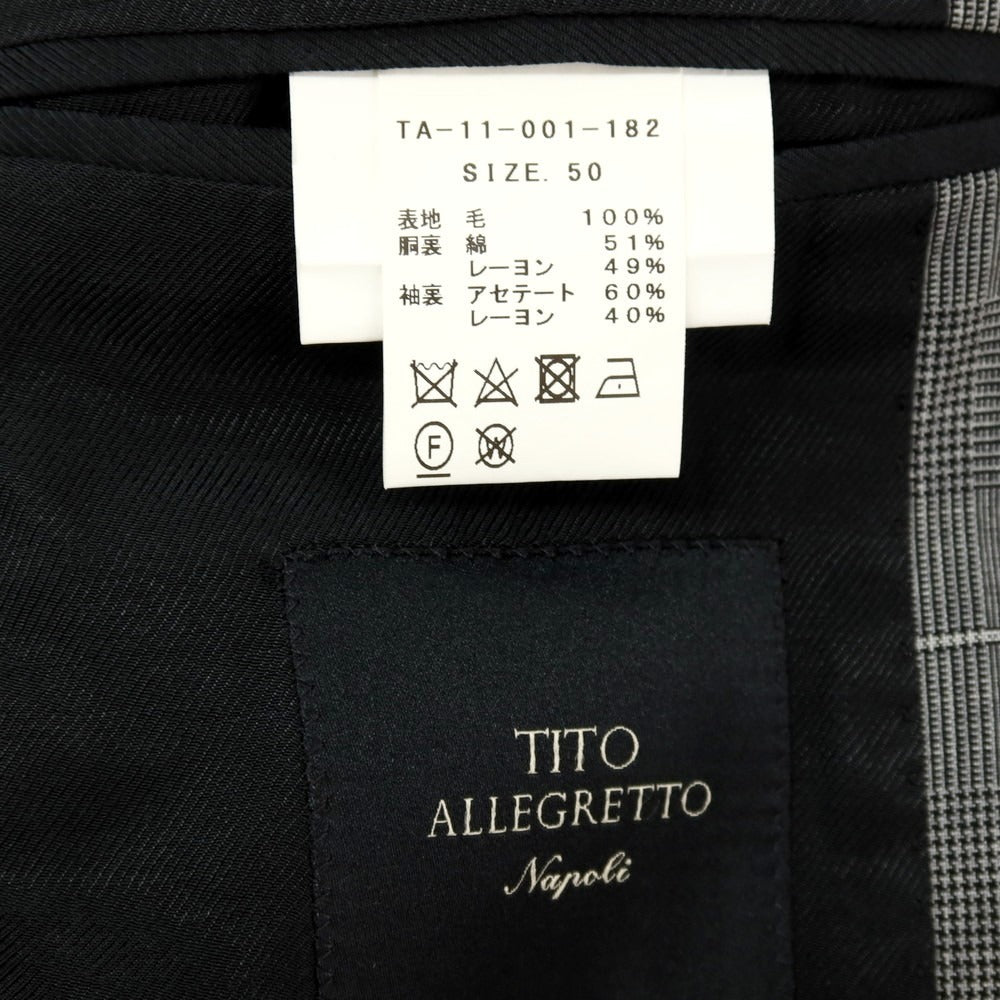 TA-11-001-182
SIZE. 50
表地 毛 100%
胴裏 綿 51%
レーヨン 49%
袖裏 アセテート 60%
レーヨン 40%
F
W
TITO
ALLEGRETTO
Napoli